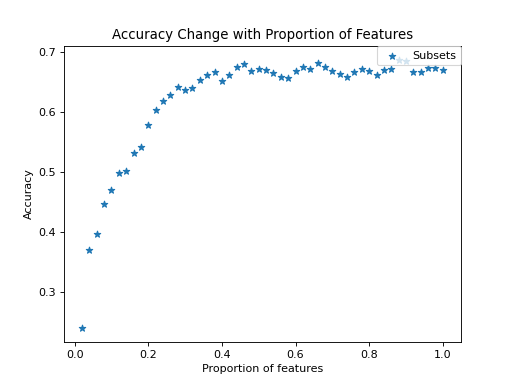 Accuracy Change with Proportion of Features
Subsets
0.7
0.6
0.5
0.4
0.3
Accuracy
0.0 0.2 0.4 0.6 0.8 1.0
Proportion of features